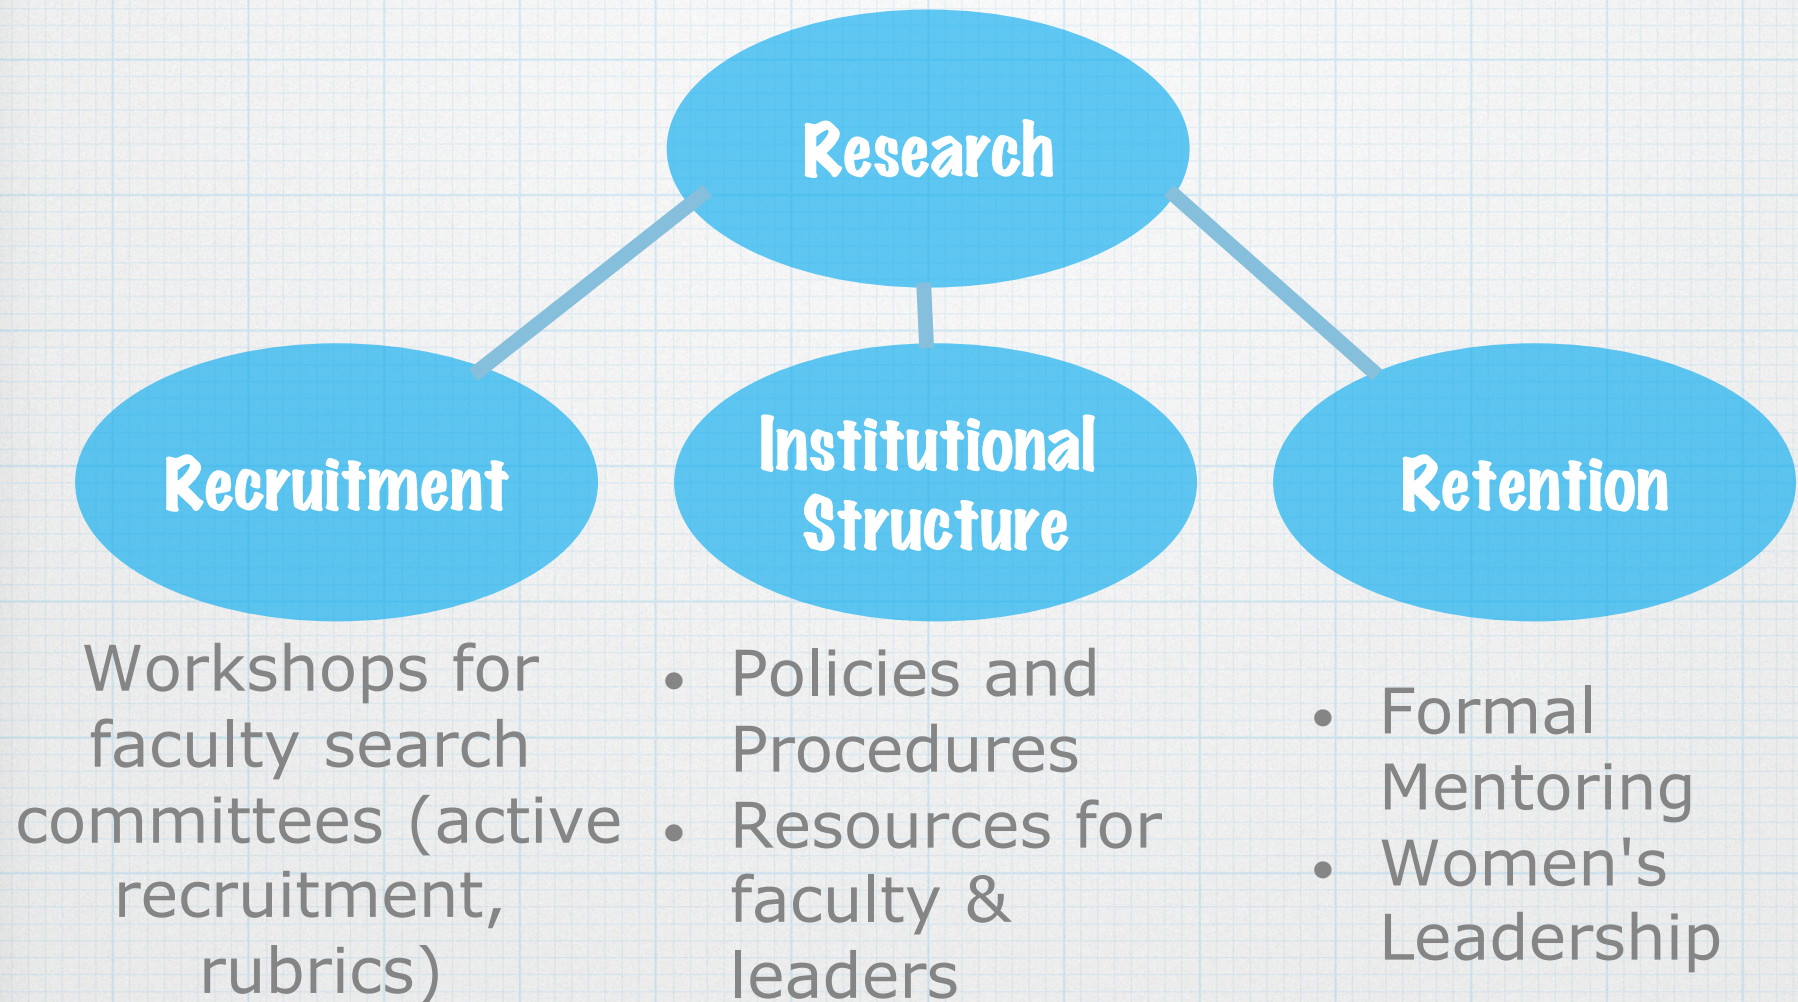 Research
Recruitment
Institutional
Structure
Retention
Workshops for
faculty search
committees (active
recruitment,
rubrics)
• Policies and
Procedures
• Resources for
faculty &
leaders
• Formal
Mentoring
• Women's
Leadership